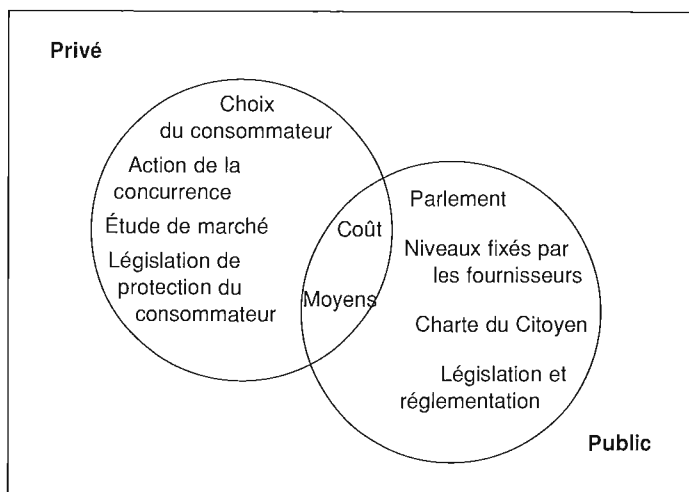 Privé
Choix
du consommateur
Action de la
concurrence
Étude de marché
Législation de
protection du
consommateur
Coût
Moyens
Parlement
Niveaux fixés par
les fournisseurs
Charte du Citoyen
Législation et
réglementation
Public